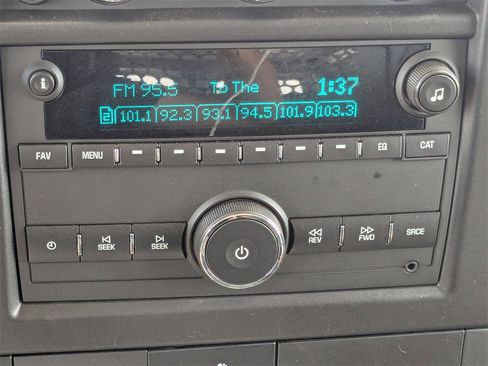 FM 95.5 To The 1:37
2 101.1 92.3 93.1 94.5 101.9 103.3
FAV MENU EQ CAT
SEEK SEEK REV FWD SRCE